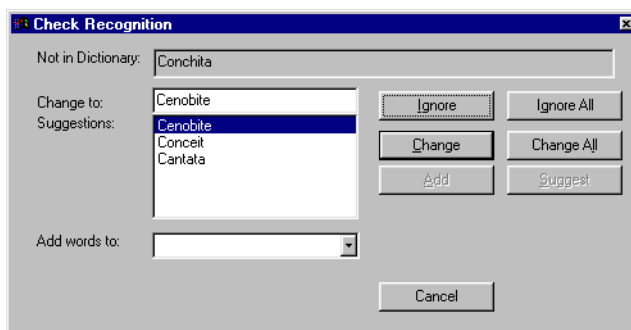 Check Recognition
Not in Dictionary: Conchita
Change to: Cenobite
Suggestions: Cenobite
Conceit
Cantata
Ignore Ignore All
Change Change All
Add Suggest
Add words to:
Cancel